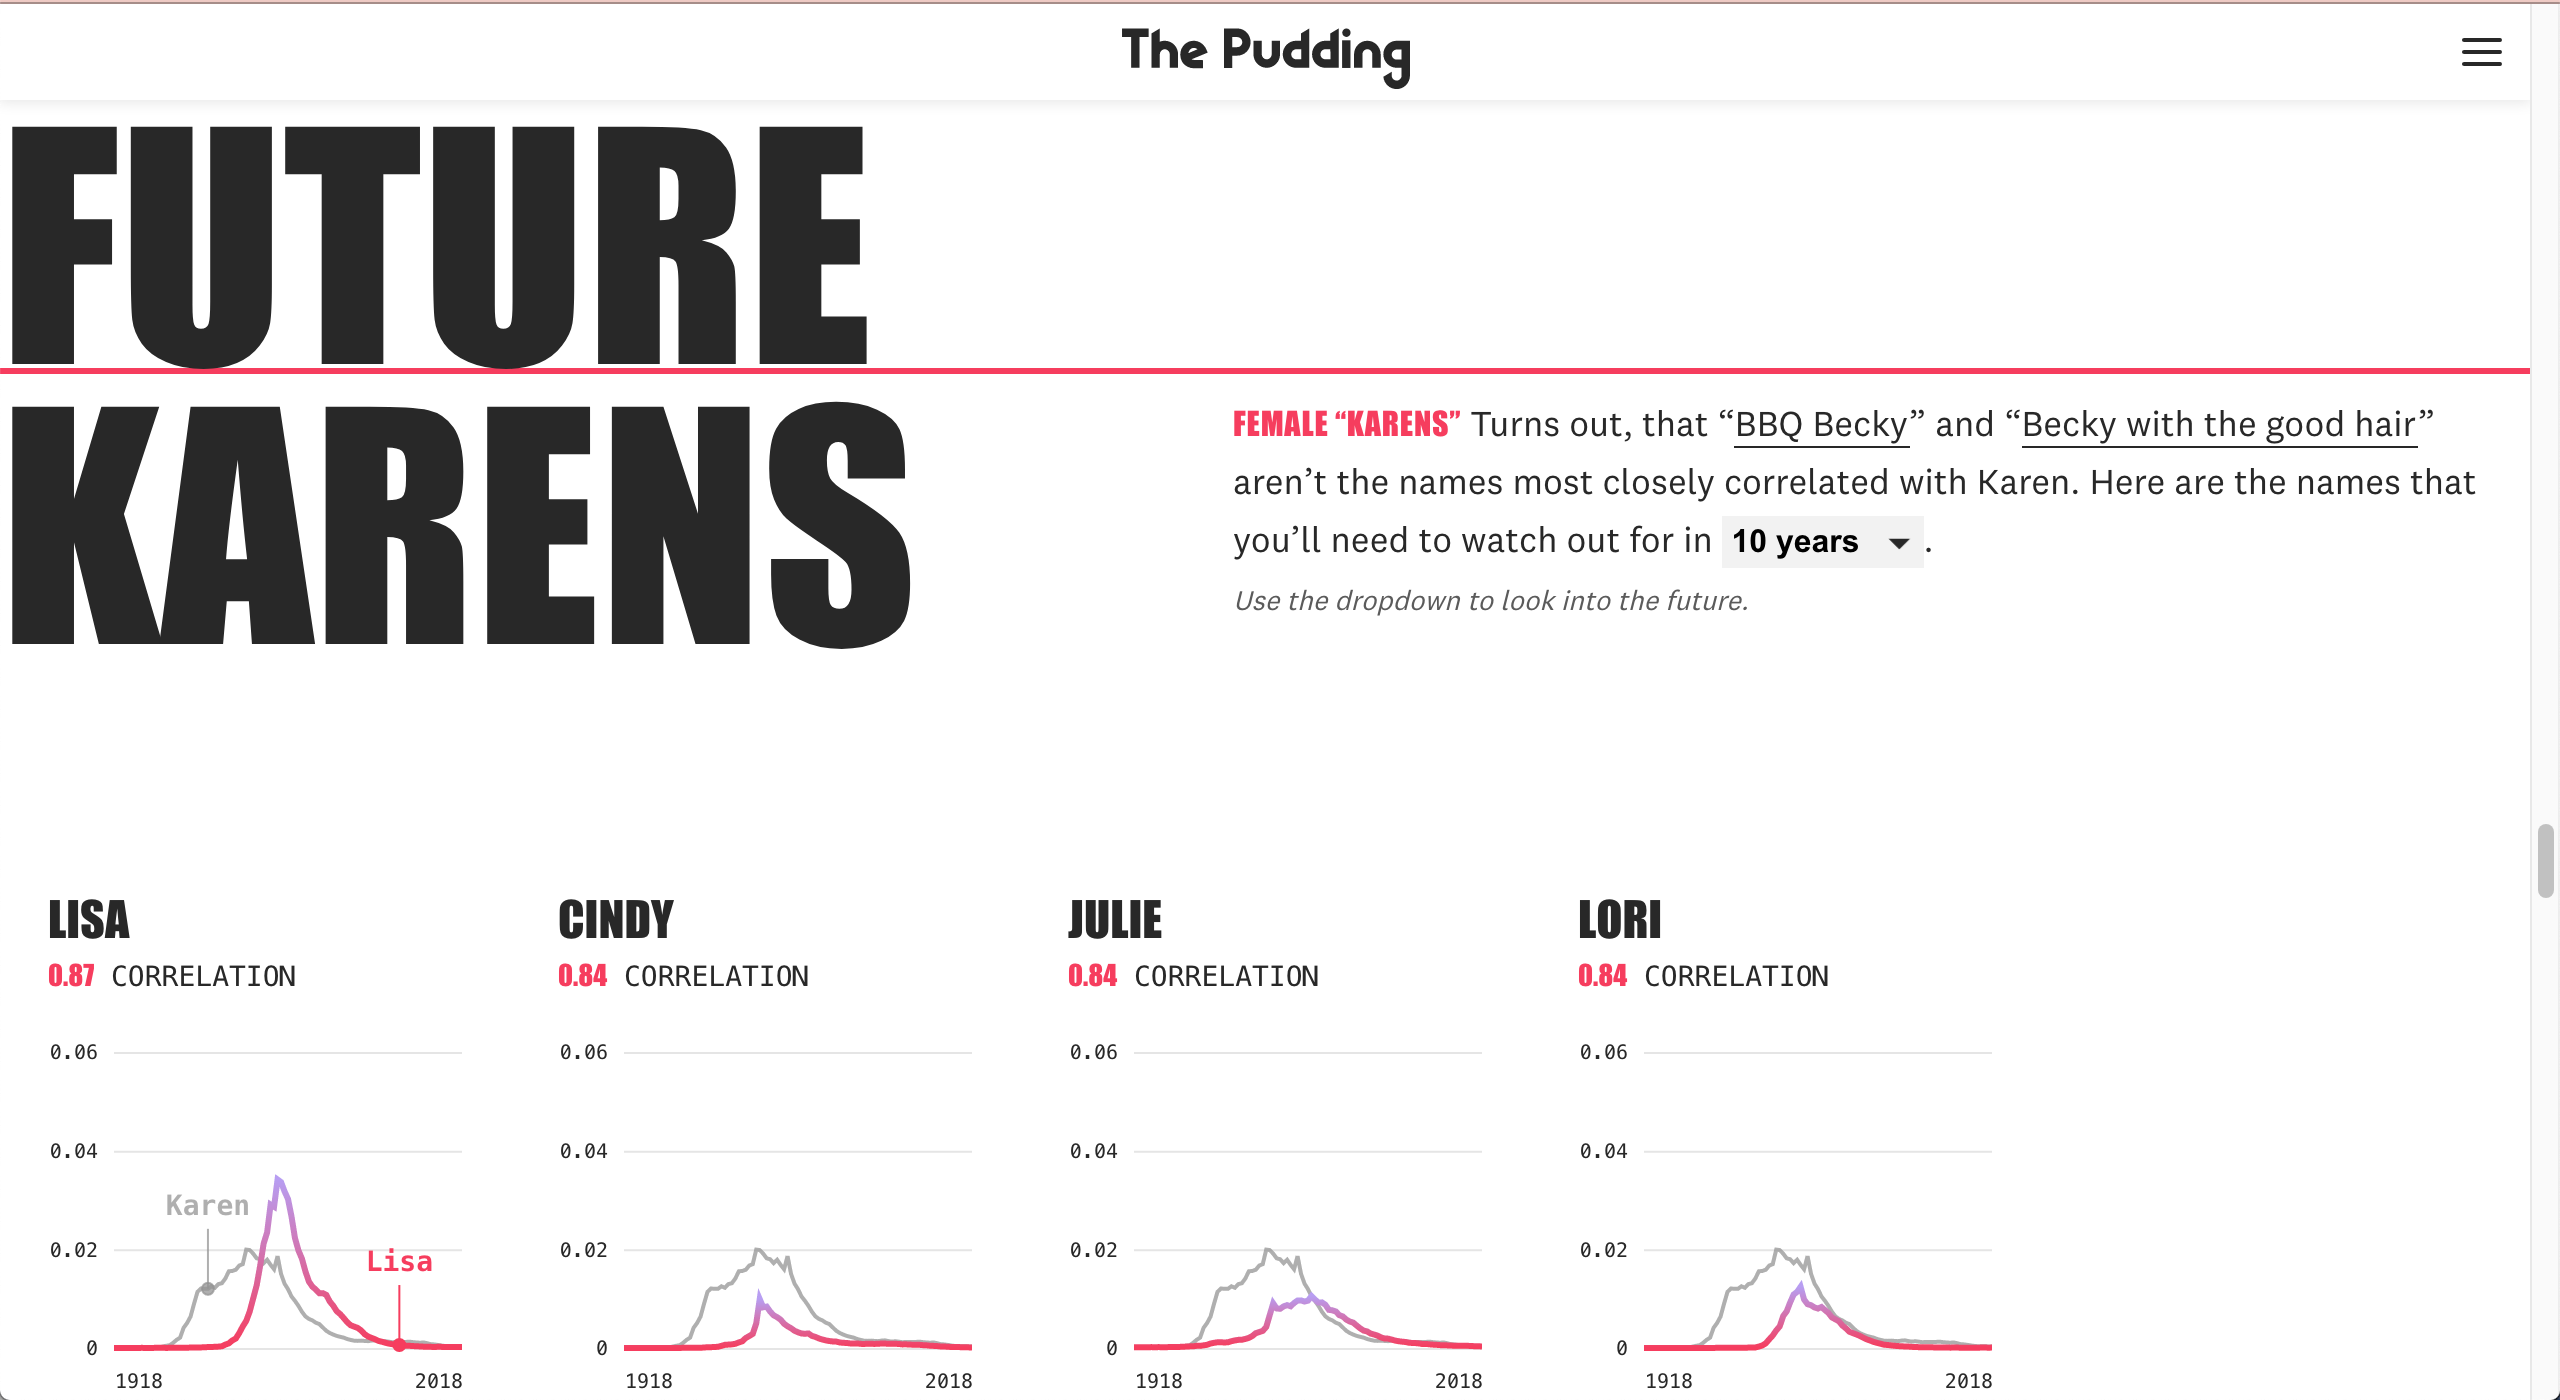 The Pudding
FUTURE
KARENS
FEMALE “KARENS” Turns out, that “BBQ Becky” and “Becky with the good hair”
aren’t the names most closely correlated with Karen. Here are the names that
you’ll need to watch out for in 10 years.
Use the dropdown to look into the future.
LISA
0.87 CORRELATION
0.06
0.04
Karen
0.02
Lisa
0
1918 2018
CINDY
0.84 CORRELATION
0.06
0.04
0.02
0
1918 2018
JULIE
0.84 CORRELATION
0.06
0.04
0.02
0
1918 2018
LORI
0.84 CORRELATION
0.06
0.04
0.02
0
1918 2018